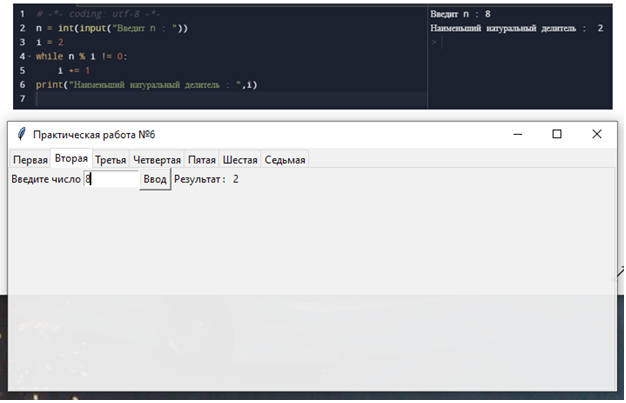 1 # -*- coding: utf-8 -*-
2 n = int(input("Введит n : "))
3 i = 2
4 while n % i != 0:
5 i += 1
6 print("Наименьший натуральный делитель : ",i)
7
Введит n : 8
Наименьший натуральный делитель : 2
>
Практическая работа №6
Первая Вторая Третья Четвертая Пятая Шестая Седьмая
Введите число 8 Ввод Результат: 2